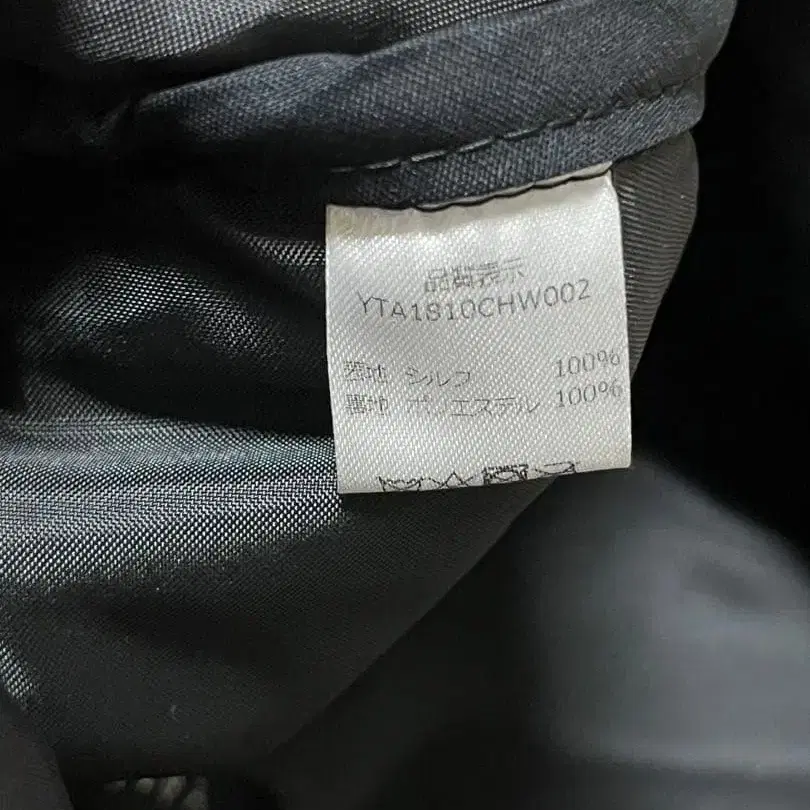 品質表示
YTA1810CHW002
表地 シルク 100%
裏地 ポリエステル 100%